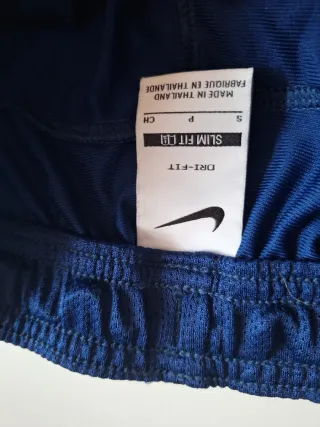 DRI-FIT
SLIM FIT
S P CH
MADE IN THAILAND
FABRIQUE EN THAILANDE